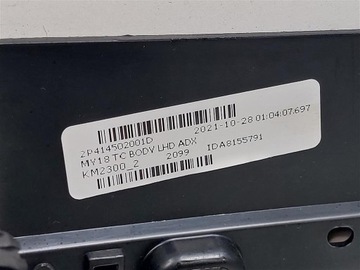 2P414502001D 2021-10-28 01:04:07.697
MY18 TC BODY LHD ADX
KM2300_2 2099 IDA8155791